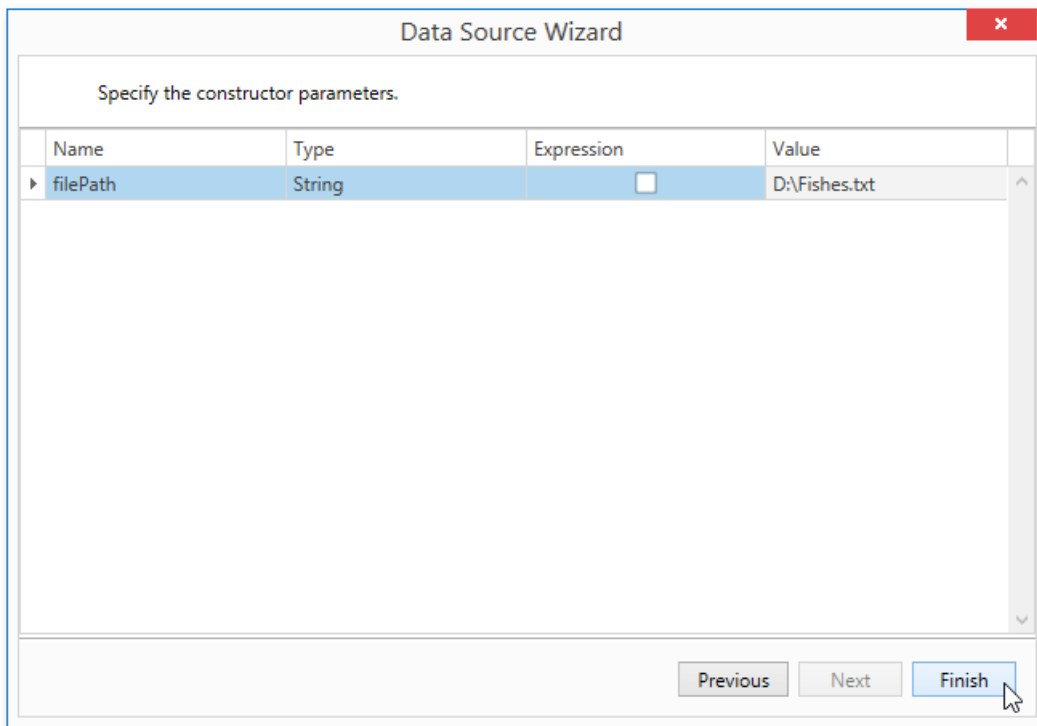 Data Source Wizard
Specify the constructor parameters.
Name Type Expression Value
filePath String D:\Fishes.txt
Previous Next Finish